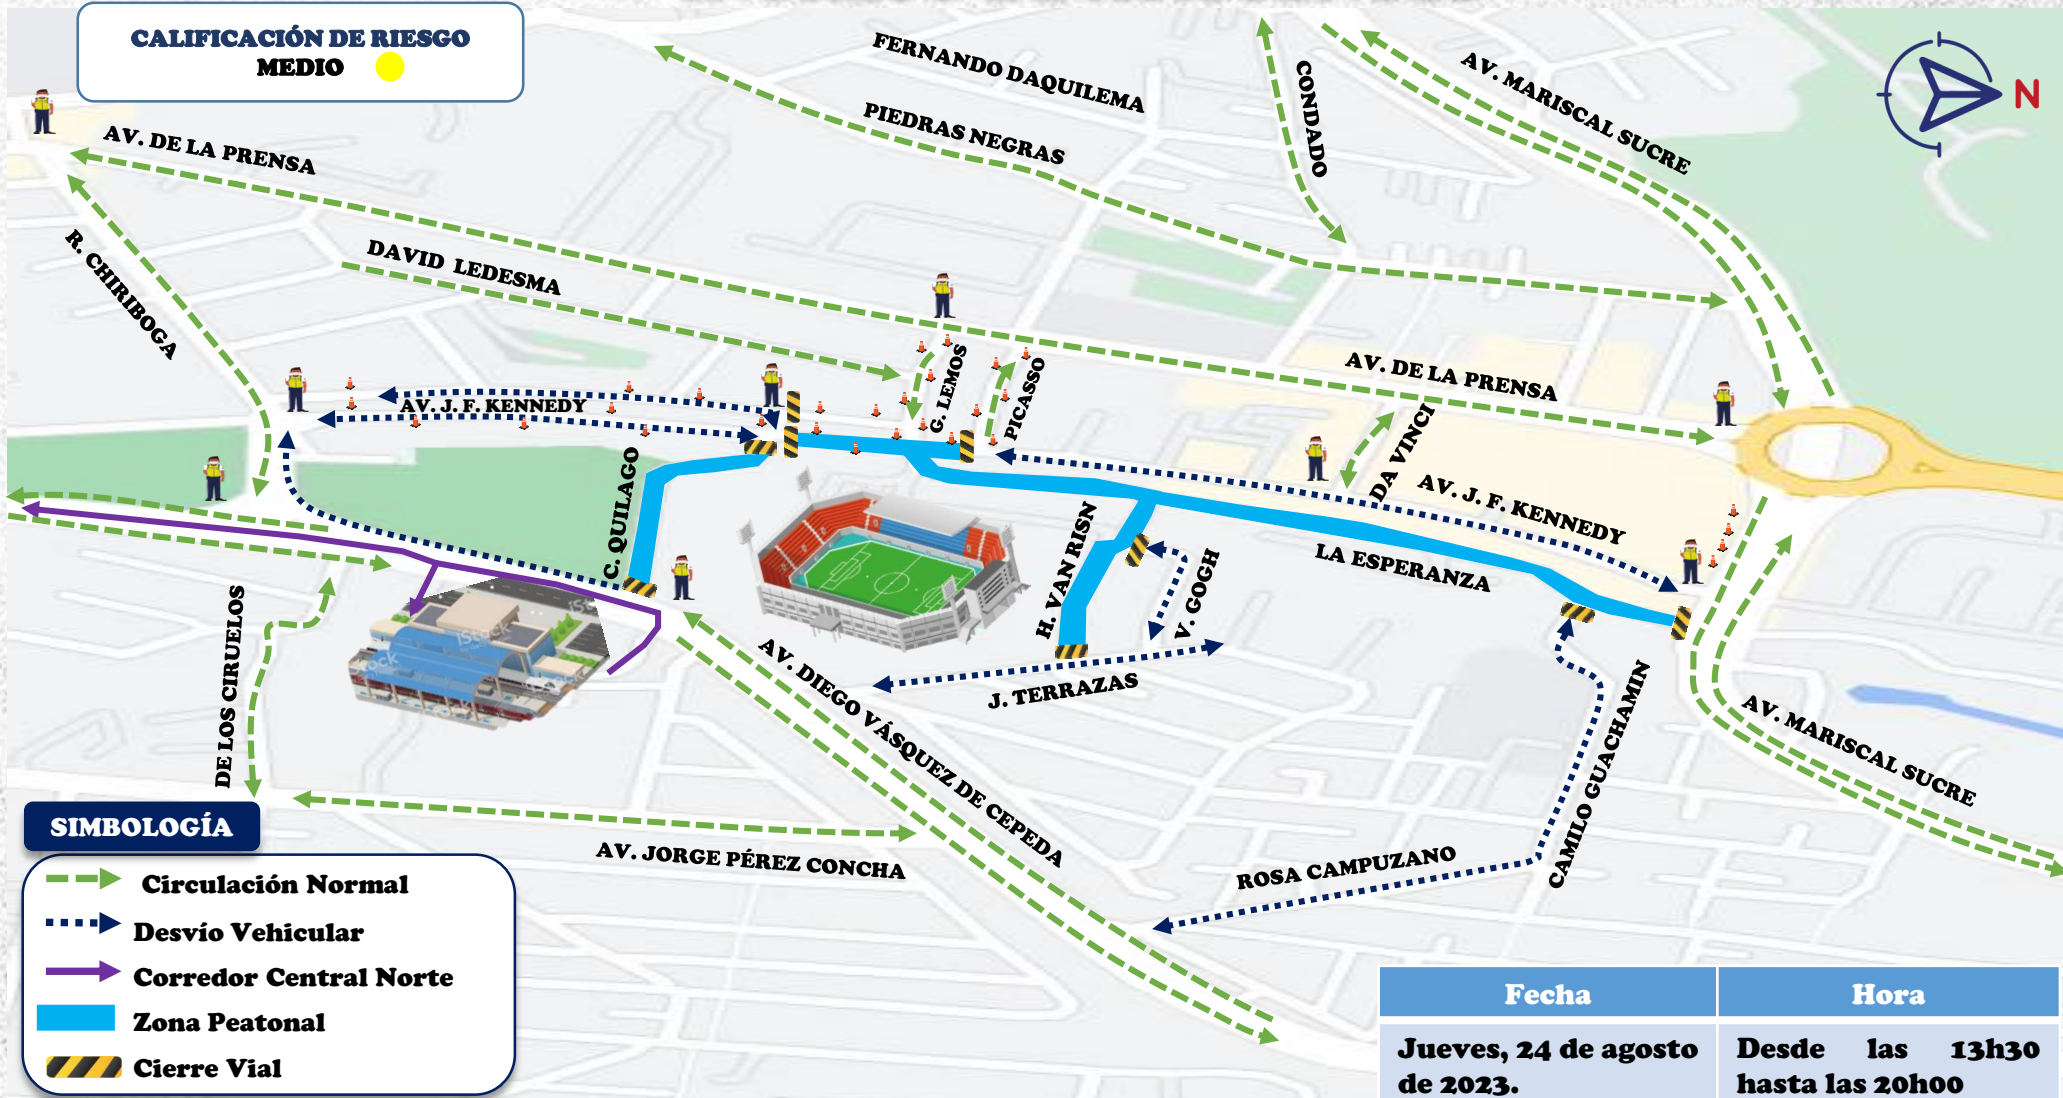 CALIFICACIÓN DE RIESGO
MEDIO
N
FERNANDO DAQUILEMA
PIEDRAS NEGRAS
CONDADO
AV. MARISCAL SUCRE
AV. DE LA PRENSA
R. CHIRIBOGA
DAVID LEDESMA
AV. J. F. KENNEDY
G. LEMOS
PICASSO
AV. DE LA PRENSA
DA VINCI
AV. J. F. KENNEDY
C. QUILAGO
H. VAN RISN
V. GOGH
LA ESPERANZA
DE LOS CIRUELOS
iStock
AV. DIEGO VÁSQUEZ DE CEPEDA
J. TERRAZAS
CAMILO GUACHAMIN
AV. MARISCAL SUCRE
AV. JORGE PÉREZ CONCHA
ROSA CAMPUZANO
SIMBOLOGÍA
Circulación Normal
Desvío Vehicular
Corredor Central Norte
Zona Peatonal
Cierre Vial
Fecha
Hora
Jueves, 24 de agosto
de 2023.
Desde las 13h30
hasta las 20h00